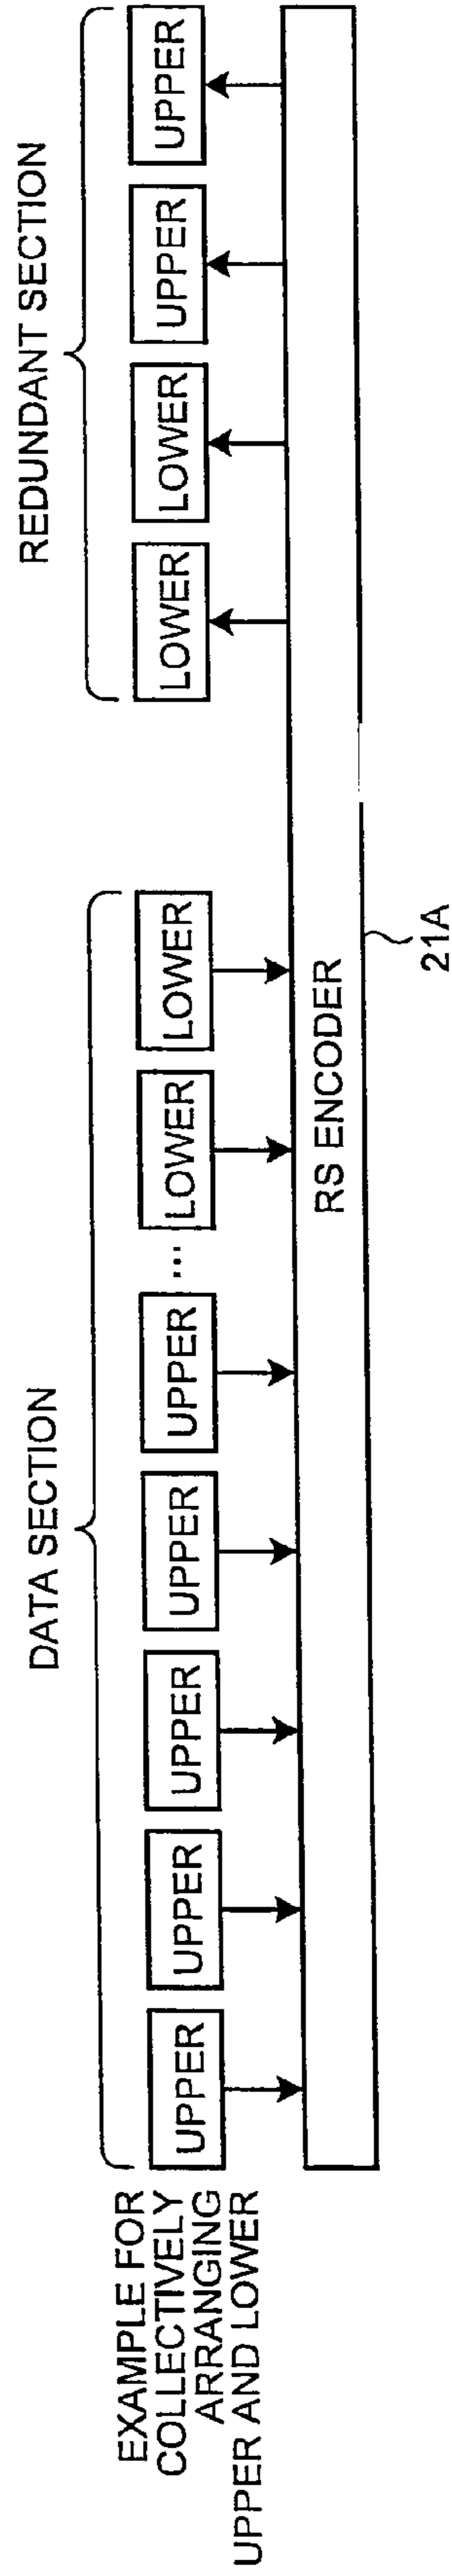 EXAMPLE FOR
COLLECTIVELY
ARRANGING
UPPER AND LOWER
DATA SECTION
UPPER UPPER UPPER UPPER UPPER ... LOWER LOWER
REDUNDANT SECTION
LOWER LOWER UPPER UPPER
RS ENCODER
21A